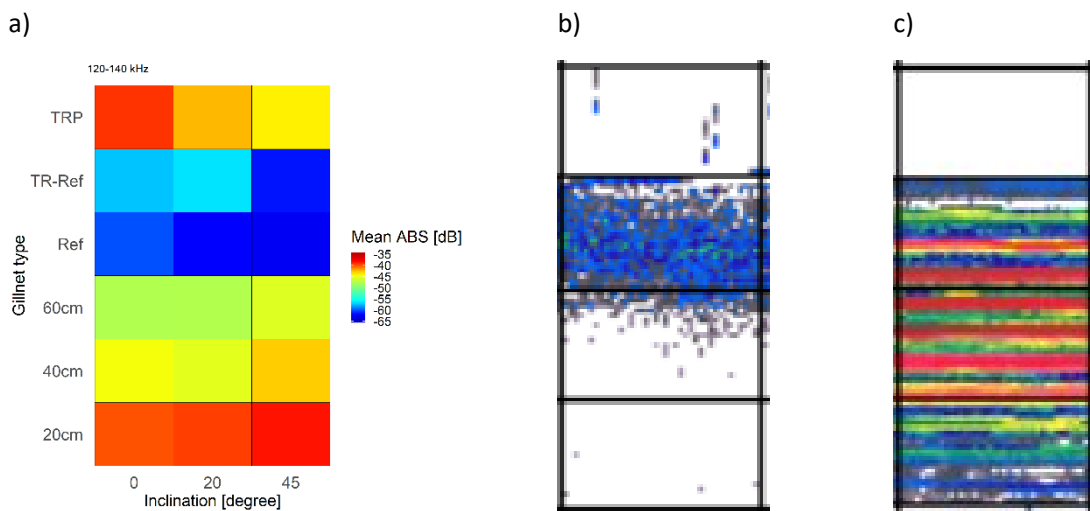 a)
b)
c)
120-140 kHz
TRP
TR-Ref
Ref
60cm
40cm
20cm
Gillnet type
0 20 45
Inclination [degree]
Mean ABS [dB]
-35
-40
-45
-50
-55
-60
-65